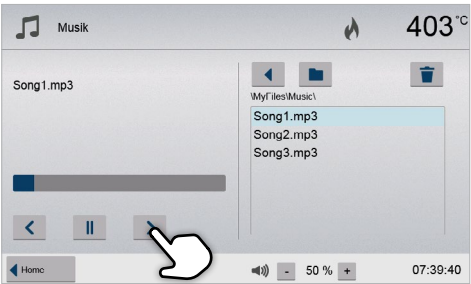 Musik
403°C
Song1.mp3
\MyFiles\Music\
Song1.mp3
Song2.mp3
Song3.mp3
Home
- 50 % +
07:39:40